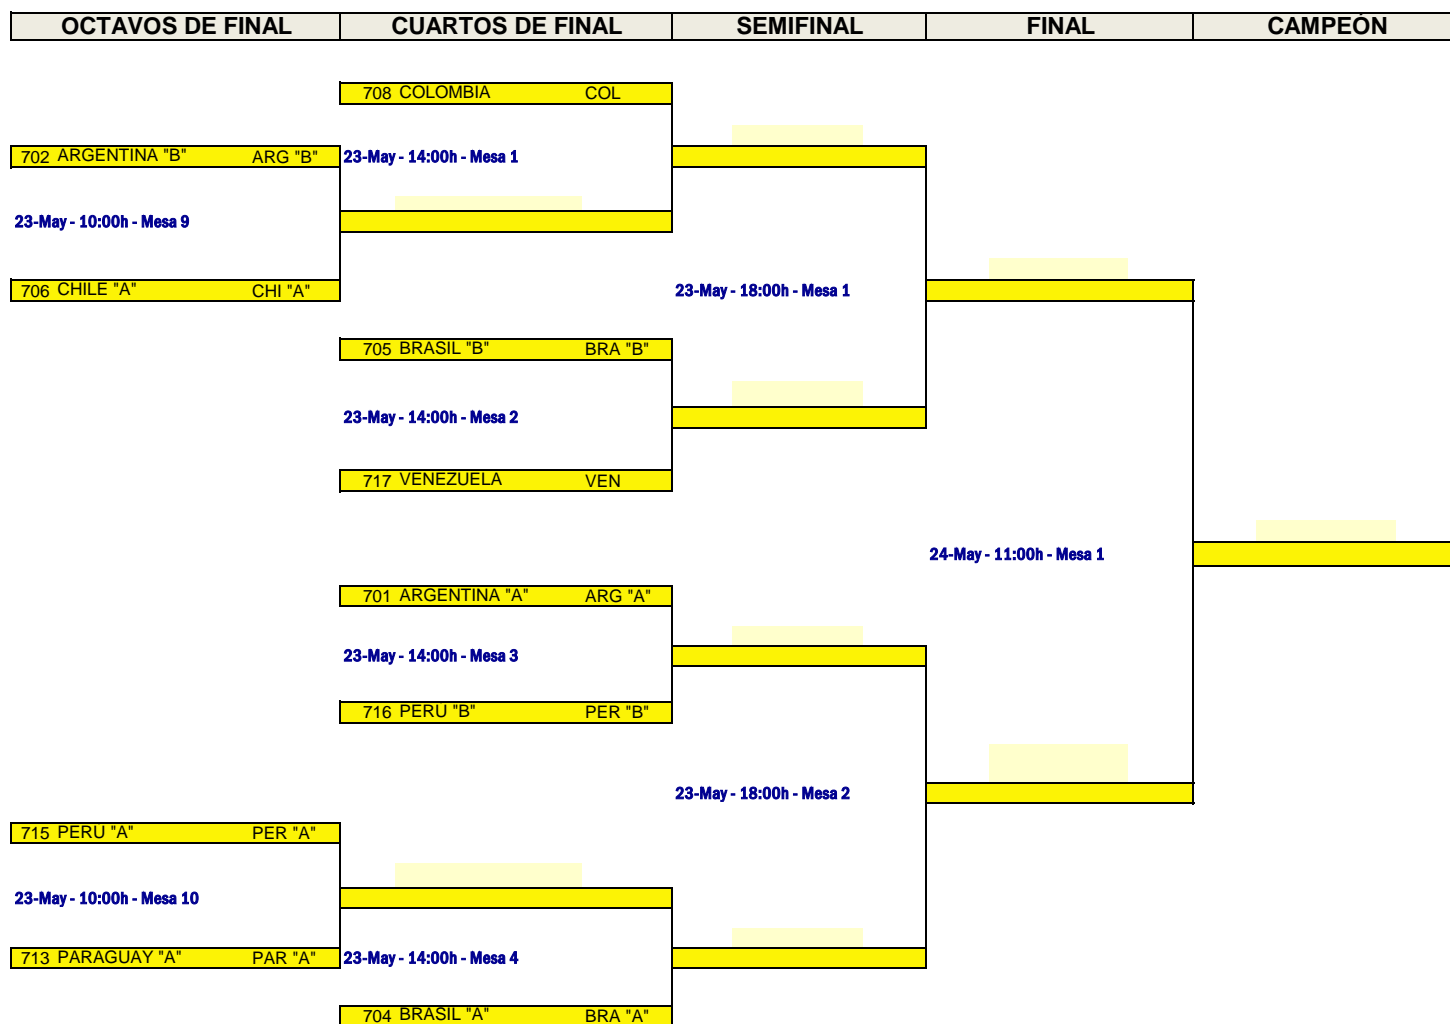 OCTAVOS DE FINAL CUARTOS DE FINAL SEMIFINAL FINAL CAMPEÓN
708 COLOMBIA COL
702 ARGENTINA "B" ARG "B" 23-May - 14:00h - Mesa 1
23-May - 10:00h - Mesa 9
706 CHILE "A" CHI "A" 23-May - 18:00h - Mesa 1
705 BRASIL "B" BRA "B"
23-May - 14:00h - Mesa 2
717 VENEZUELA VEN
24-May - 11:00h - Mesa 1
701 ARGENTINA "A" ARG "A"
23-May - 14:00h - Mesa 3
716 PERU "B" PER "B"
23-May - 18:00h - Mesa 2
715 PERU "A" PER "A"
23-May - 10:00h - Mesa 10
713 PARAGUAY "A" PAR "A" 23-May - 14:00h - Mesa 4
704 BRASIL "A" BRA "A"